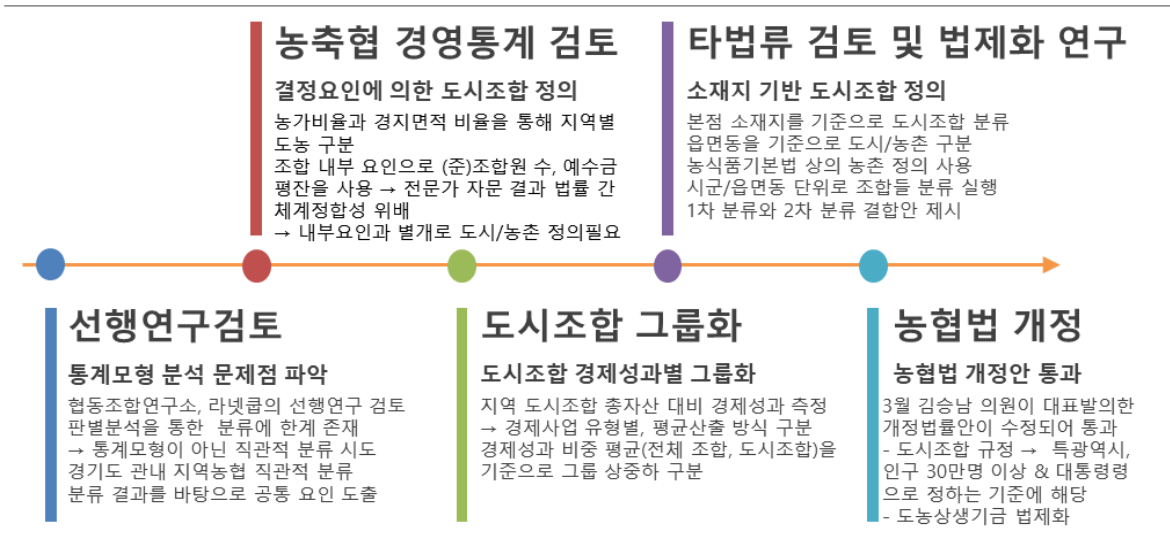 농축협 경영통계 검토
결정요인에 의한 도시조합 정의
농가비율과 경지면적 비율을 통해 지역별
도농 구분
조합 내부 요인으로 (준)조합원 수, 예수금
평잔을 사용 → 전문가 자문 결과 법률 간
체계정합성 위배
→ 내부요인과 별개로 도시/농촌 정의필요
타법류 검토 및 법제화 연구
소재지 기반 도시조합 정의
본점 소재지를 기준으로 도시조합 분류
읍면동을 기준으로 도시/농촌 구분
농식품기본법 상의 농촌 정의 사용
시군/읍면동 단위로 조합들 분류 실행
1차 분류와 2차 분류 결합안 제시
선행연구검토
통계모형 분석 문제점 파악
협동조합연구소, 라넷쿱의 선행연구 검토
판별분석을 통한 분류에 한계 존재
→ 통계모형이 아닌 직관적 분류 시도
경기도 관내 지역농협 직관적 분류
분류 결과를 바탕으로 공통 요인 도출
도시조합 그룹화
도시조합 경제성과별 그룹화
지역 도시조합 총자산 대비 경제성과 측정
→ 경제사업 유형별, 평균산출 방식 구분
경제성과 비중 평균(전체 조합, 도시조합)을
기준으로 그룹 상중하 구분
농협법 개정
농협법 개정안 통과
3월 김승남 의원이 대표발의한
개정법률안이 수정되어 통과
- 도시조합 규정 → 특광역시,
인구 30만명 이상 & 대통령령
으로 정하는 기준에 해당
- 도농상생기금 법제화